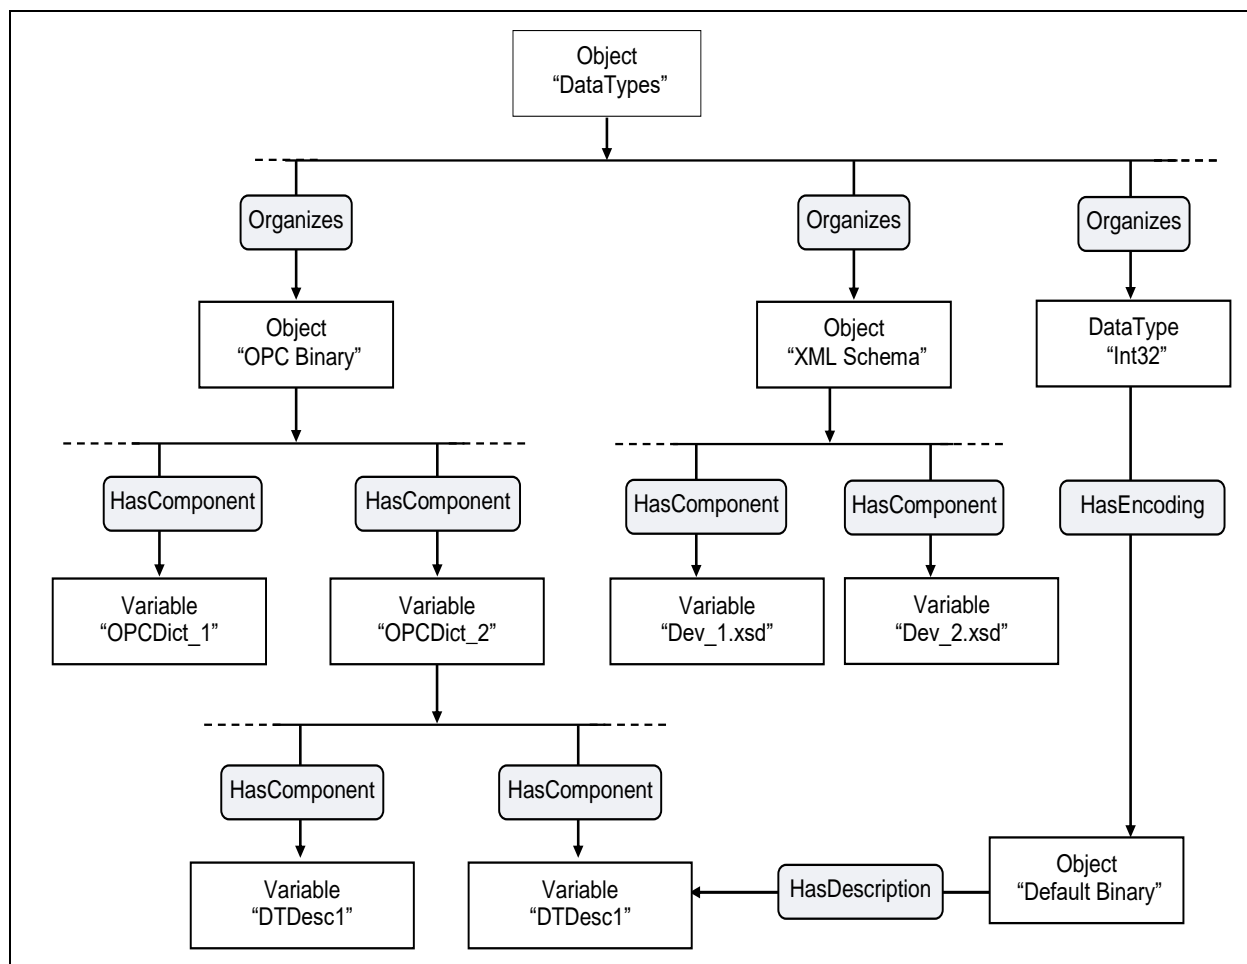 Object
“DataTypes”
Organizes
Organizes
Organizes
Object
“OPC Binary”
Object
“XML Schema”
DataType
“Int32”
HasComponent
HasComponent
HasComponent
HasComponent
HasEncoding
Variable
“OPCDict_1”
Variable
“OPCDict_2”
Variable
“Dev_1.xsd”
Variable
“Dev_2.xsd”
HasComponent
HasComponent
Variable
“DTDesc1”
Variable
“DTDesc1”
HasDescription
Object
“Default Binary”